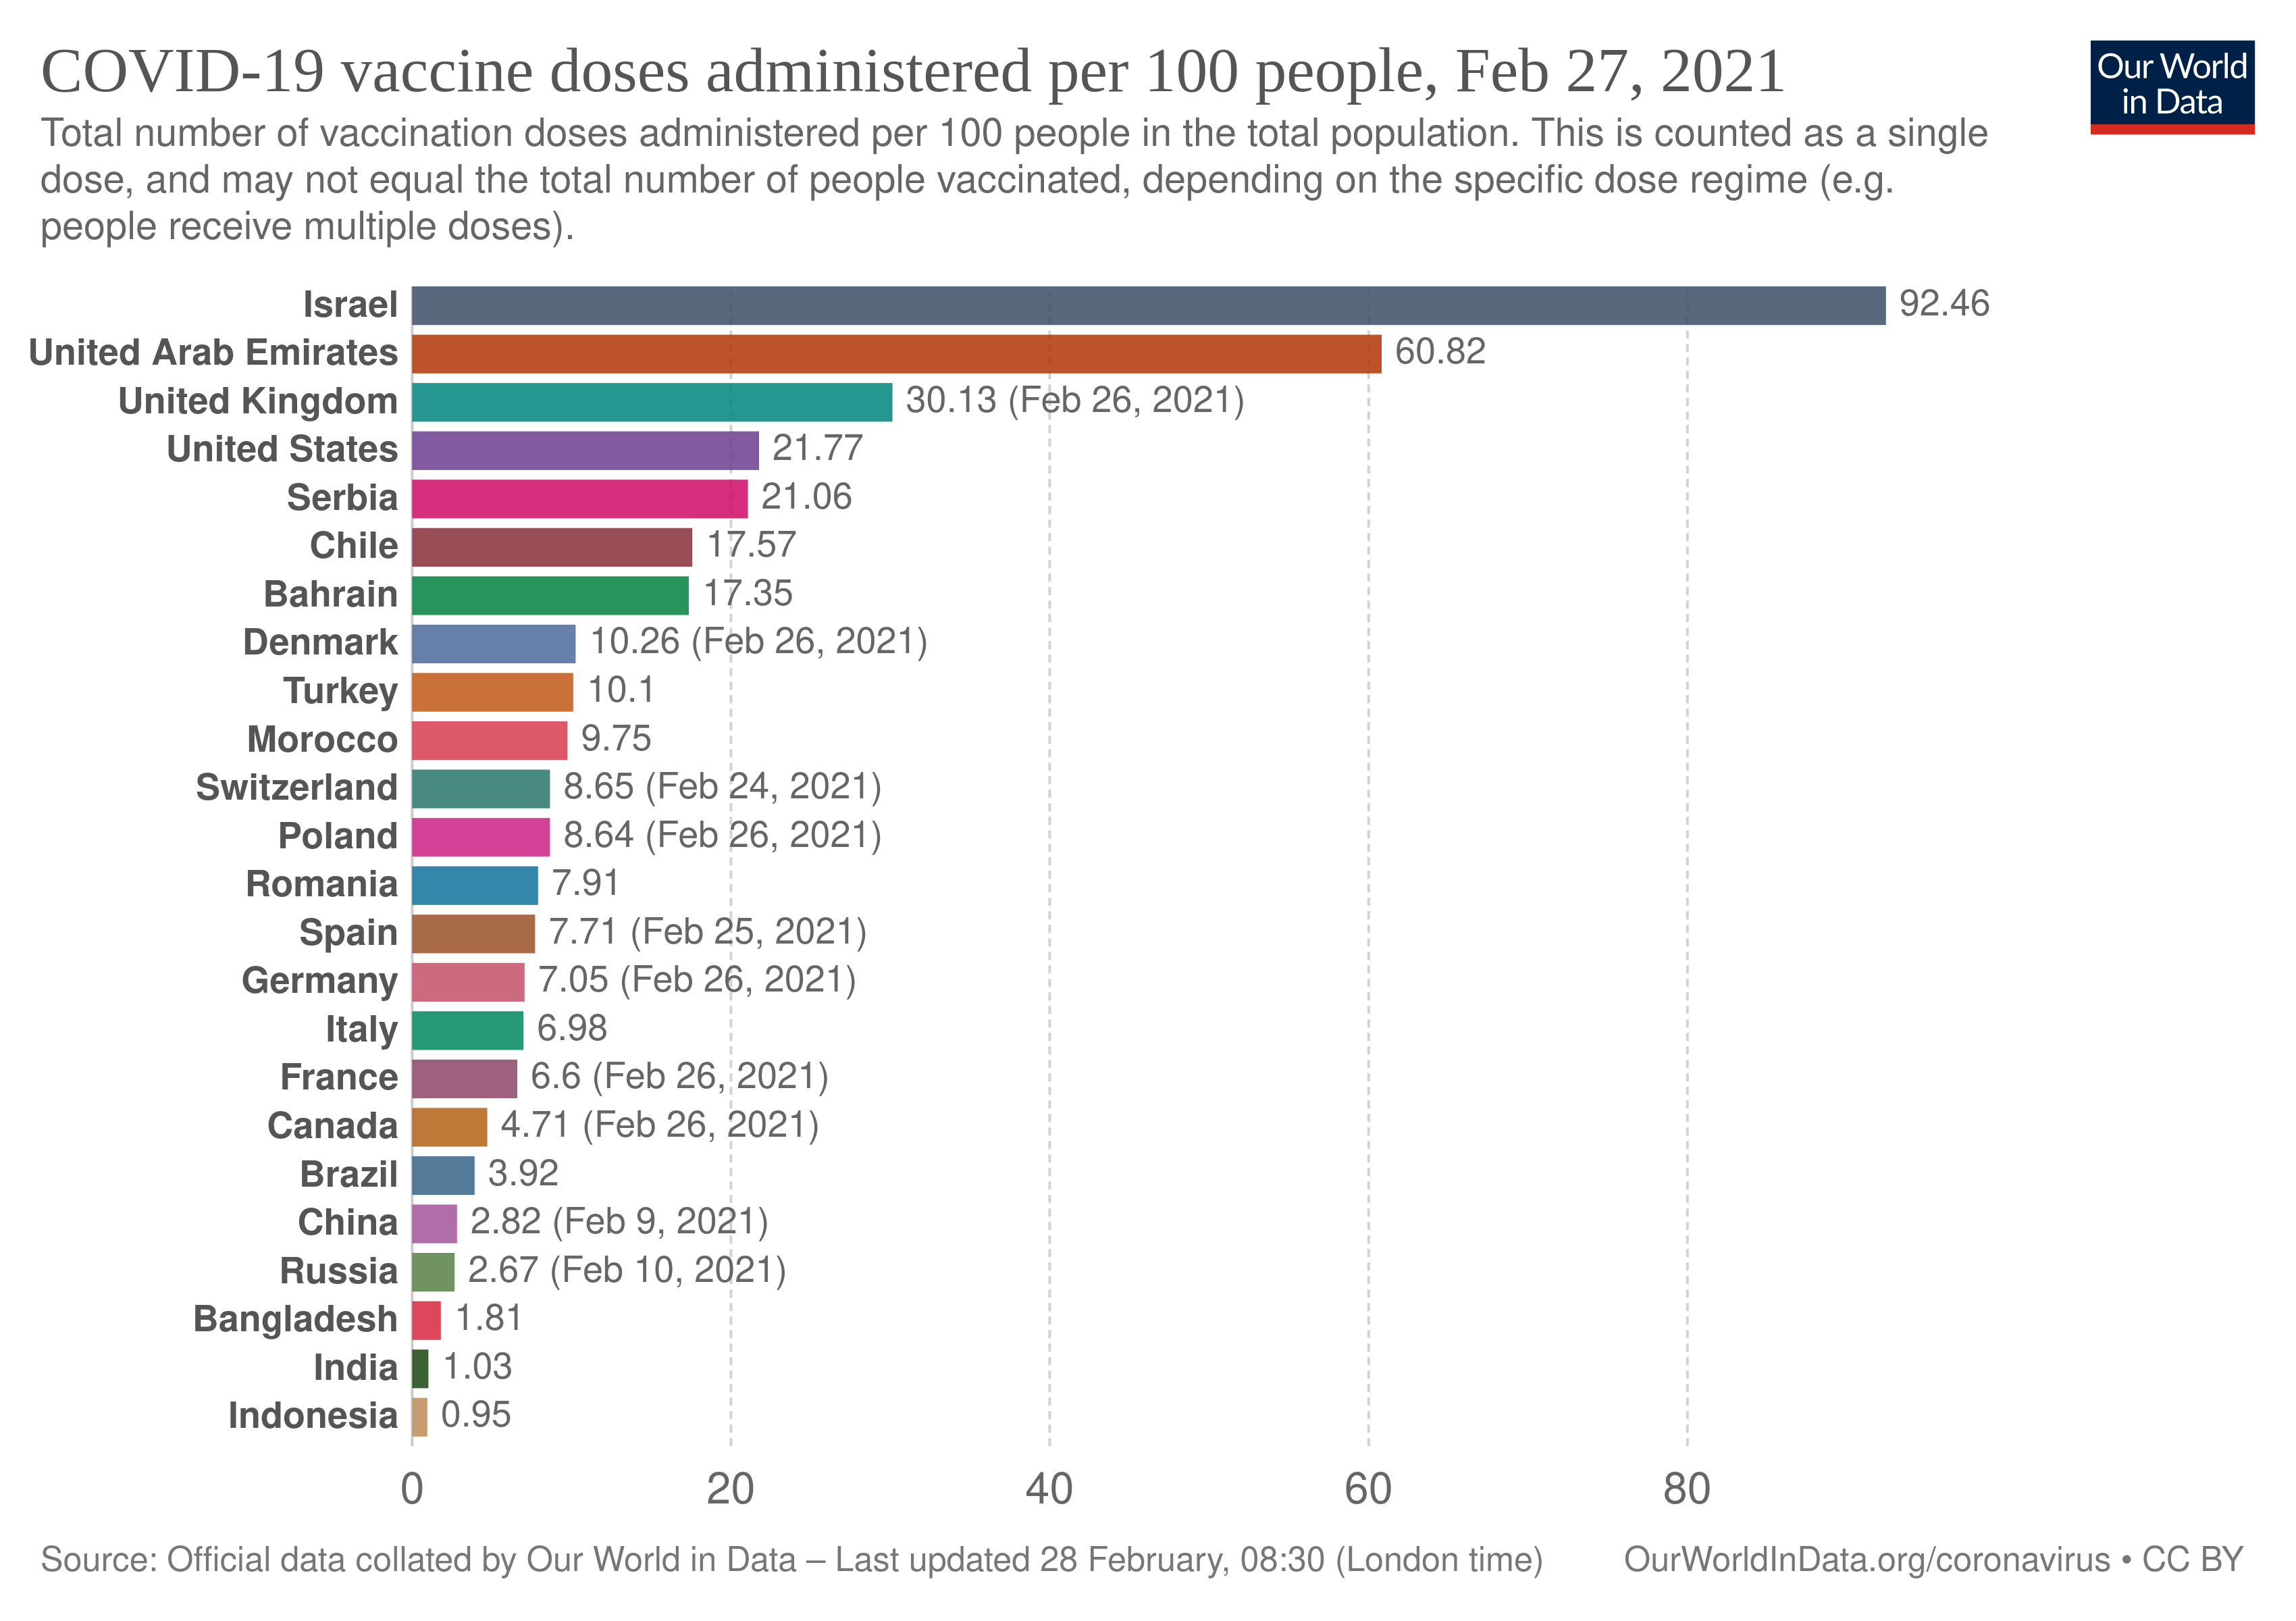 COVID-19 vaccine doses administered per 100 people, Feb 27, 2021
Our World
in Data
Total number of vaccination doses administered per 100 people in the total population. This is counted as a single
dose, and may not equal the total number of people vaccinated, depending on the specific dose regime (e.g.
people receive multiple doses).
Israel 92.46
United Arab Emirates 60.82
United Kingdom 30.13 (Feb 26, 2021)
United States 21.77
Serbia 21.06
Chile 17.57
Bahrain 17.35
Denmark 10.26 (Feb 26, 2021)
Turkey 10.1
Morocco 9.75
Switzerland 8.65 (Feb 24, 2021)
Poland 8.64 (Feb 26, 2021)
Romania 7.91
Spain 7.71 (Feb 25, 2021)
Germany 7.05 (Feb 26, 2021)
Italy 6.98
France 6.6 (Feb 26, 2021)
Canada 4.71 (Feb 26, 2021)
Brazil 3.92
China 2.82 (Feb 9, 2021)
Russia 2.67 (Feb 10, 2021)
Bangladesh 1.81
India 1.03
Indonesia 0.95
0 20 40 60 80
Source: Official data collated by Our World in Data – Last updated 28 February, 08:30 (London time) OurWorldInData.org/coronavirus • CC BY